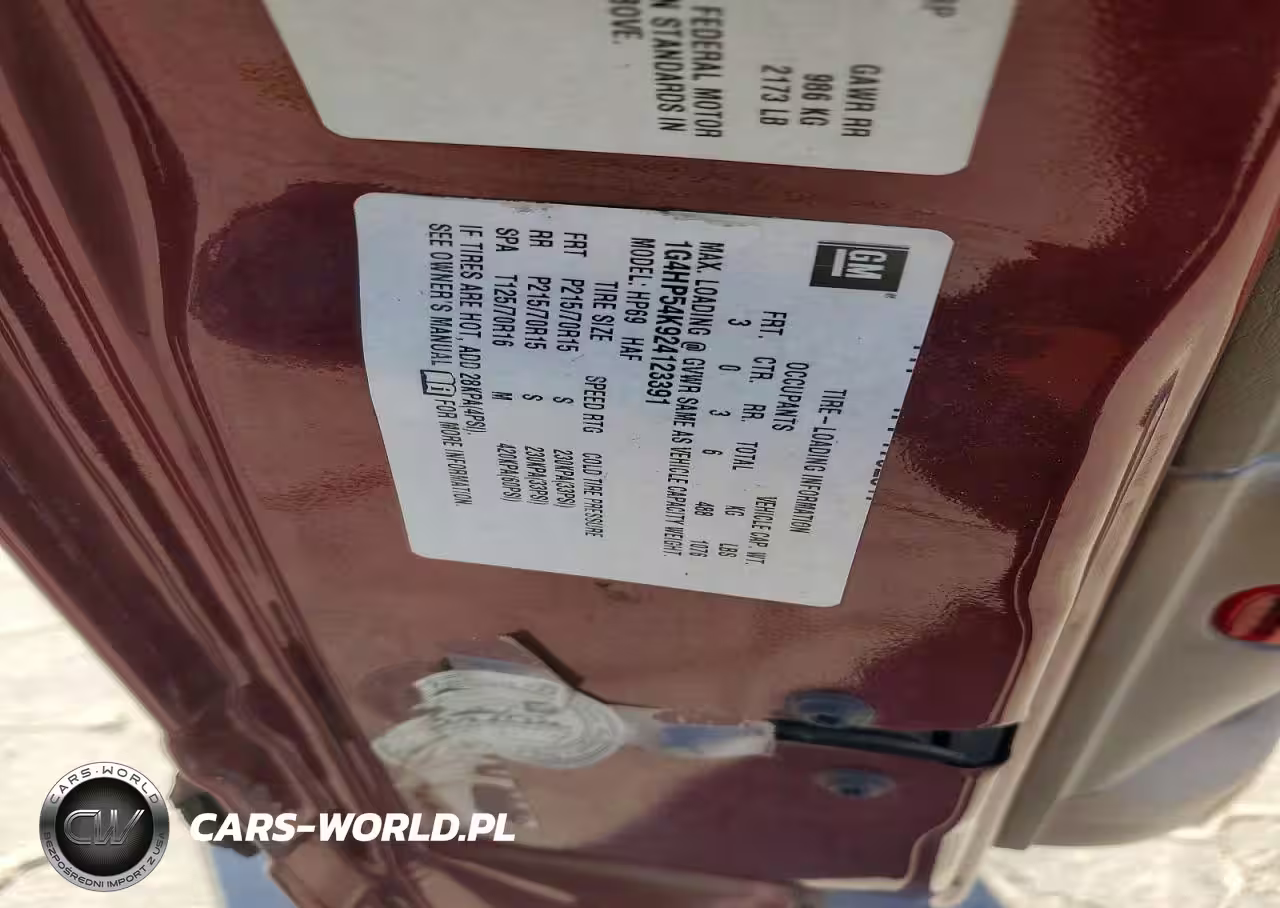 GAWR RR
986 KG
2173 LB
FEDERAL MOTOR
STANDARDS IN
GM
TIRE-LOADING INFORMATION
OCCUPANTS VEHICLE CAP. WT.
FRT. CTR. RR. TOTAL KG LBS
3 0 3 6 488 1076
MAX. LOADING @ GVWR SAME AS VEHICLE CAPACITY WEIGHT
1G4HP54K924123391
MODEL: HP69 HAF
TIRE SIZE SPEED RTG COLD TIRE PRESSURE
FRT P215/70R15 S 230KPA(33PSI)
RR P215/70R15 S 230KPA(33PSI)
SPA T125/70R16 M 420KPA(60PSI)
IF TIRES ARE HOT, ADD 28KPA(4PSI).
SEE OWNER'S MANUAL FOR MORE INFORMATION.
CARS-WORLD
CW
BEZPOŚREDNI IMPORT Z USA
CARS-WORLD.PL